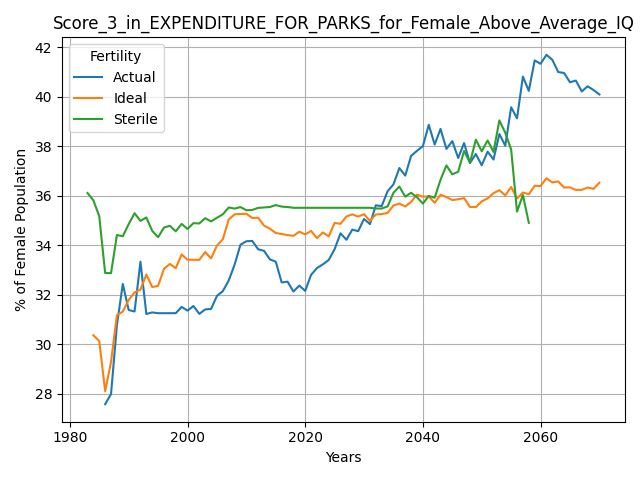 Score_3_in_EXPENDITURE_FOR_PARKS_for_Female_Above_Average_IQ
Fertility
Actual
Ideal
Sterile
% of Female Population
42
40
38
36
34
32
30
28
1980
2000
2020
2040
2060
Years